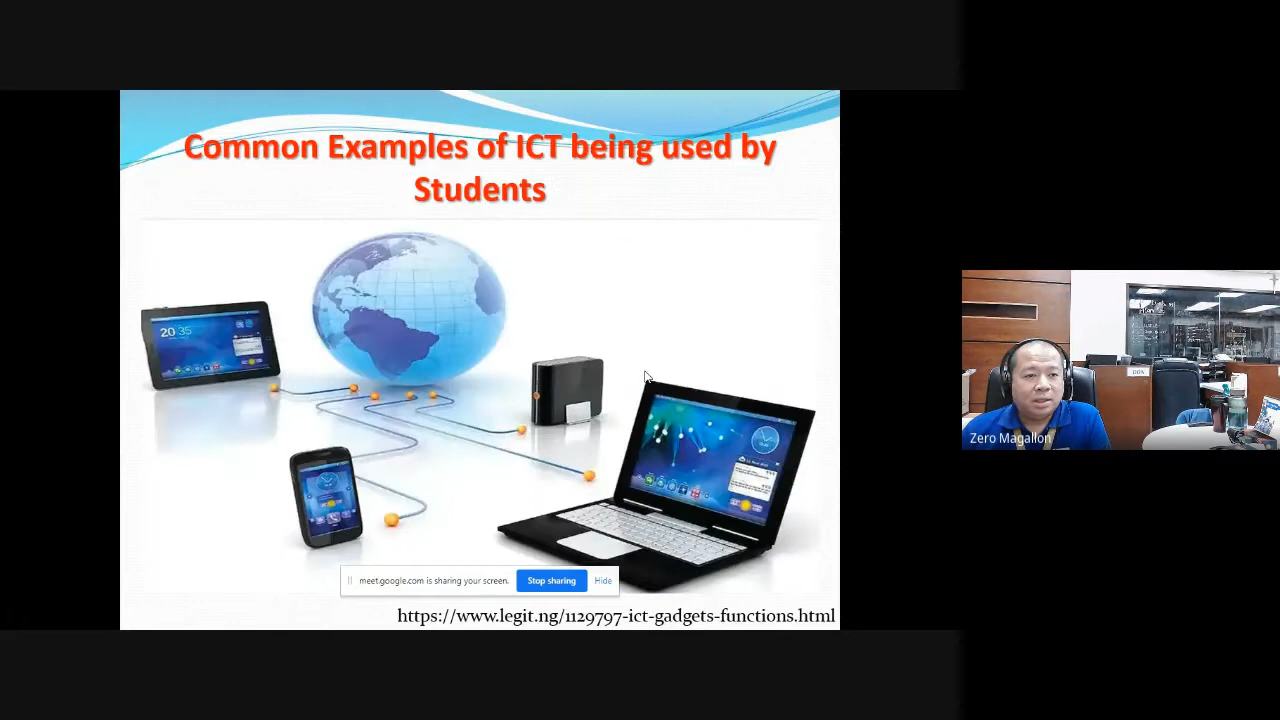 Common Examples of ICT being used by
Students
20 35
meet.google.com is sharing your screen.
Stop sharing
Hide
https://www.legit.ng/1129797-ict-gadgets-functions.html
Zero Magallon